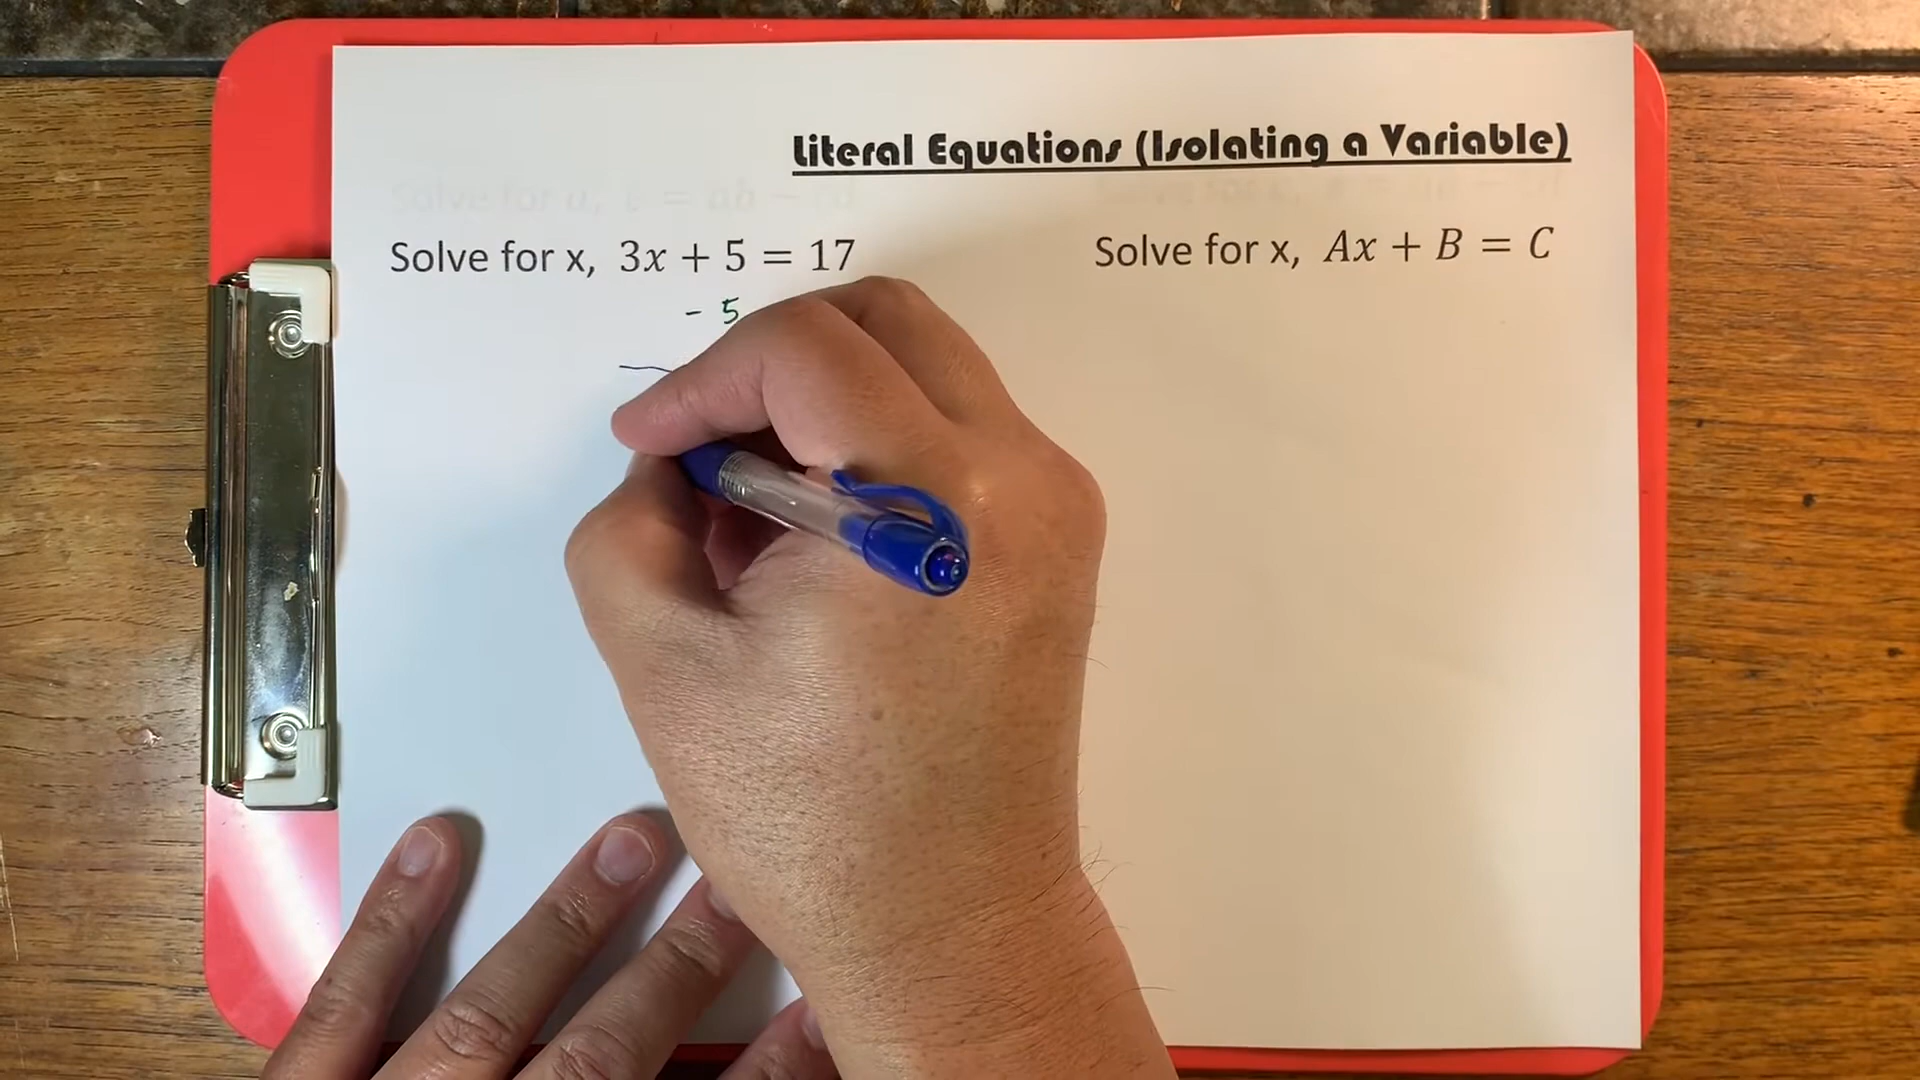 Literal Equations (Isolating a Variable)
Solve for x, 3x + 5 = 17
- 5
Solve for x, Ax + B = C